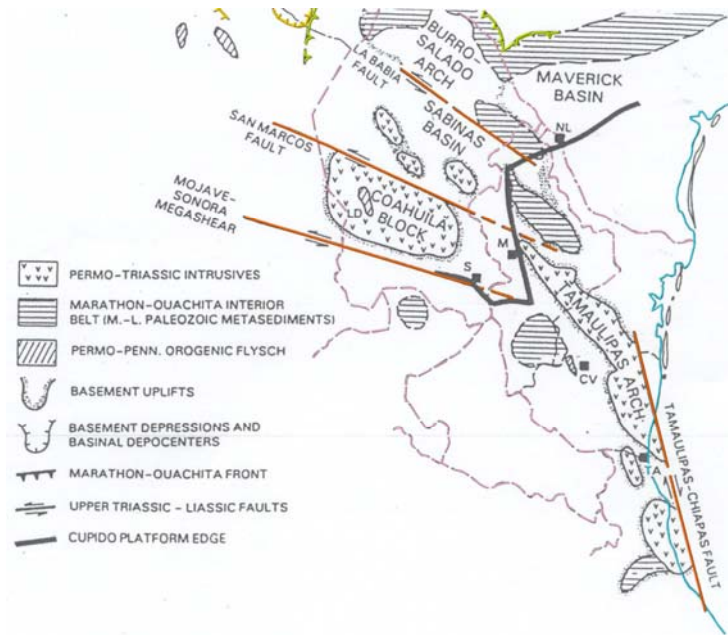 BURRO-
SALADO
ARCH
LA BABIA
FAULT
MAVERICK
BASIN
SABINAS
BASIN
NL
SAN MARCOS
FAULT
MOJAVE-
SONORA
MEGASHEAR
LD
COAHUILA
BLOCK
S
M
TAMAULIPAS
ARCH
CV
TA
TAMAULIPAS-CHIAPAS FAULT
PERMO-TRIASSIC INTRUSIVES
MARATHON-OUACHITA INTERIOR
BELT (M.-L. PALEOZOIC METASEDIMENTS)
PERMO-PENN. OROGENIC FLYSCH
BASEMENT UPLIFTS
BASEMENT DEPRESSIONS AND
BASINAL DEPOCENTERS
MARATHON-OUACHITA FRONT
UPPER TRIASSIC - LIASSIC FAULTS
CUPIDO PLATFORM EDGE